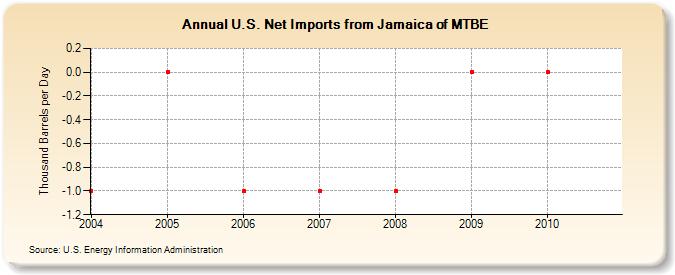 Annual U.S. Net Imports from Jamaica of MTBE
Thousand Barrels per Day
0.2
0.0
-0.2
-0.4
-0.6
-0.8
-1.0
-1.2
2004 2005 2006 2007 2008 2009 2010
Source: U.S. Energy Information Administration